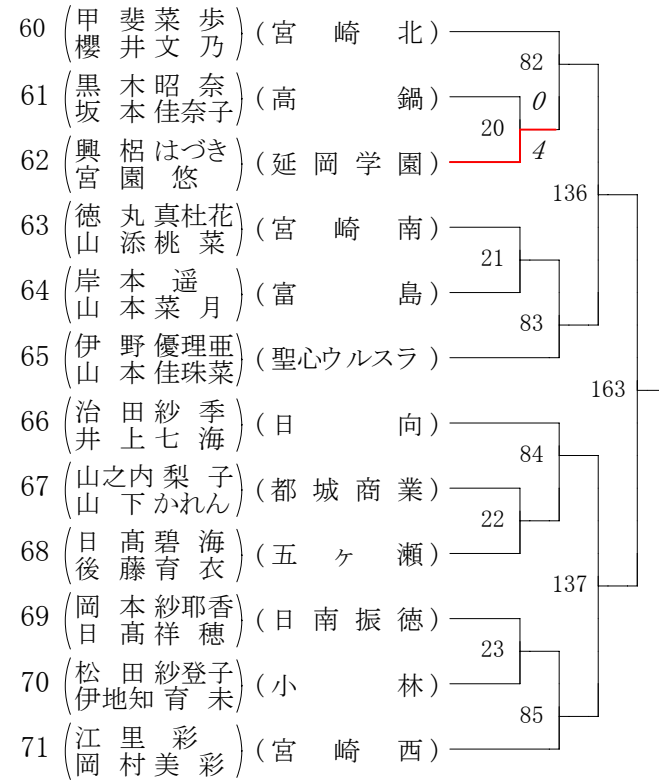 60 甲斐菜歩 (宮崎北)
櫻井文乃
82
61 黒木昭奈 (高鍋) 0
坂本佳奈子
20 4
62 興梠はづき (延岡学園)
宮園悠
136
63 徳丸真杜花 (宮崎南)
山添桃菜
21
64 岸本遥 (富島)
山本菜月
83
65 伊野優理亜 (聖心ウルスラ)
山本佳珠菜
163
66 治田紗季 (日向)
井上七海
84
67 山之内梨子 (都城商業)
山下かれん
22
68 日髙碧海 (五ヶ瀬)
後藤育衣
137
69 岡本紗耶香 (日南振徳)
日髙祥穂
23
70 松田紗登子 (小林)
伊地知育未
85
71 江里彩 (宮崎西)
岡村美彩